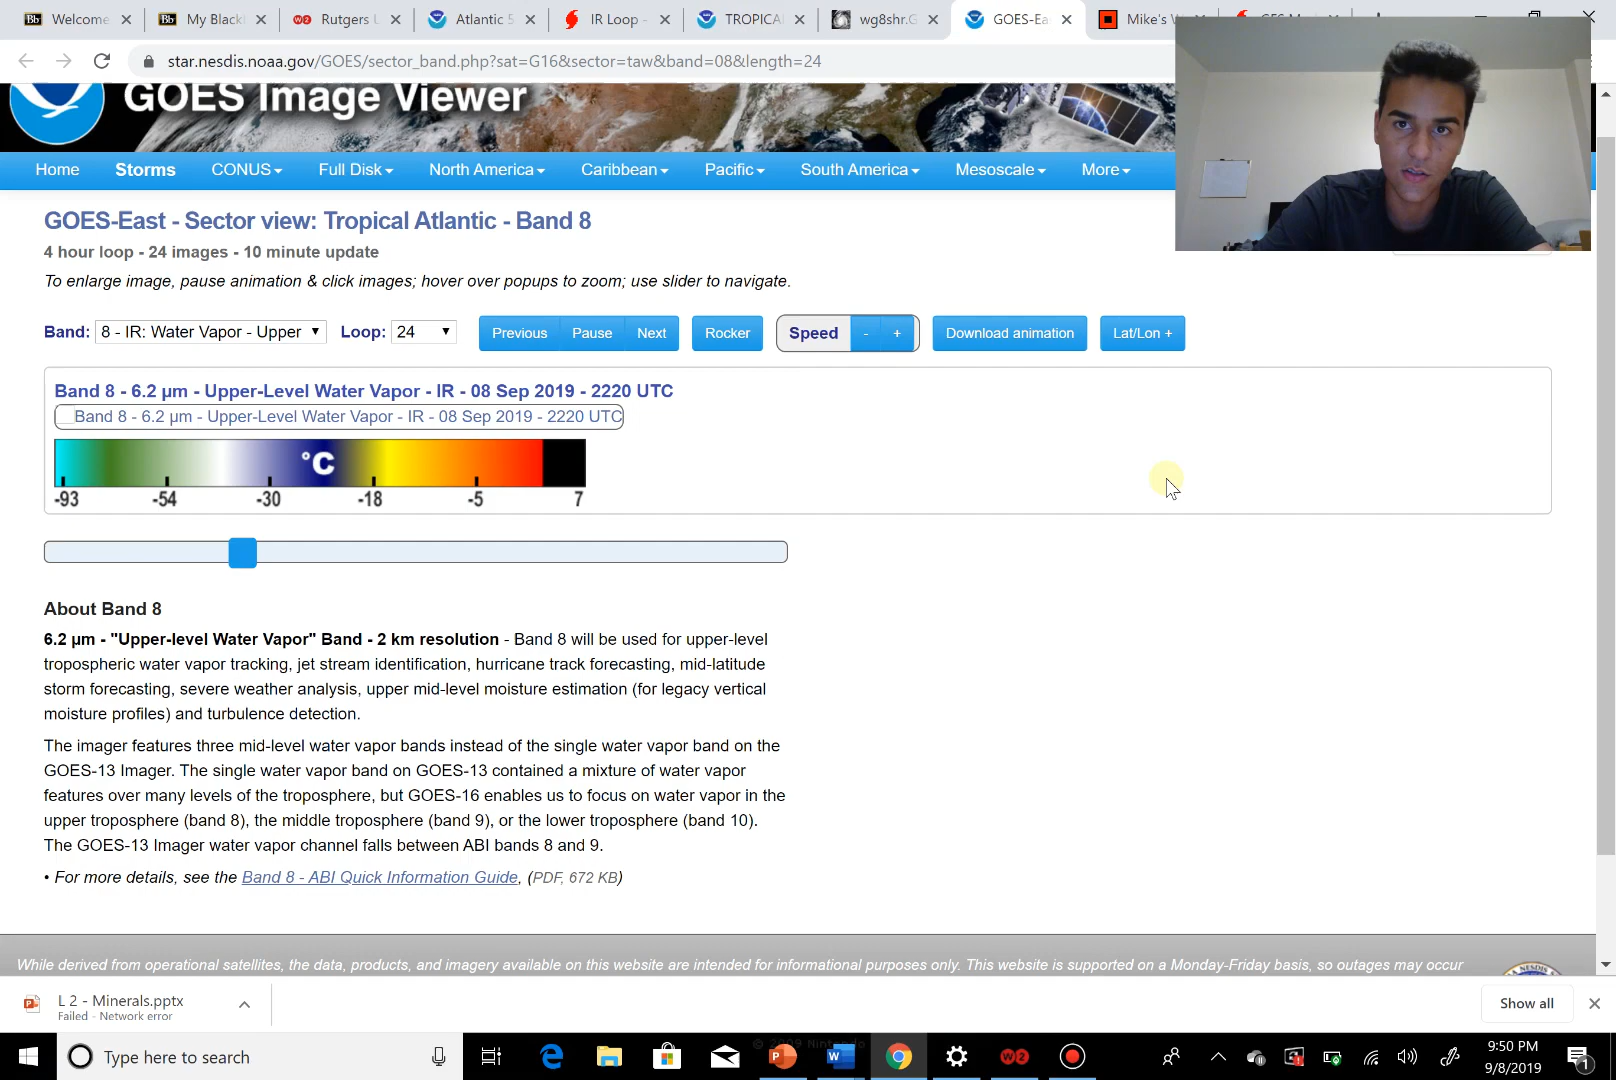 Welcome
My Black
Rutgers L
Atlantic 5
IR Loop -
TROPICA
wg8shr.G
GOES-Ea
Mike's
star.nesdis.noaa.gov/GOES/sector_band.php?sat=G16&sector=taw&band=08&length=24
GOES Image Viewer
Home Storms CONUS Full Disk North America Caribbean Pacific South America Mesoscale More
GOES-East - Sector view: Tropical Atlantic - Band 8
4 hour loop - 24 images - 10 minute update
To enlarge image, pause animation & click images; hover over popups to zoom; use slider to navigate.
Band: 8 - IR: Water Vapor - Upper Loop: 24 Previous Pause Next Rocker Speed - + Download animation Lat/Lon +
Band 8 - 6.2 µm - Upper-Level Water Vapor - IR - 08 Sep 2019 - 2220 UTC
Band 8 - 6.2 µm - Upper-Level Water Vapor - IR - 08 Sep 2019 - 2220 UTC
°C
-93 -54 -30 -18 -5 7
About Band 8
6.2 µm - "Upper-level Water Vapor" Band - 2 km resolution - Band 8 will be used for upper-level
tropospheric water vapor tracking, jet stream identification, hurricane track forecasting, mid-latitude
storm forecasting, severe weather analysis, upper mid-level moisture estimation (for legacy vertical
moisture profiles) and turbulence detection.
The imager features three mid-level water vapor bands instead of the single water vapor band on the
GOES-13 Imager. The single water vapor band on GOES-13 contained a mixture of water vapor
features over many levels of the troposphere, but GOES-16 enables us to focus on water vapor in the
upper troposphere (band 8), the middle troposphere (band 9), or the lower troposphere (band 10).
The GOES-13 Imager water vapor channel falls between ABI bands 8 and 9.
• For more details, see the Band 8 - ABI Quick Information Guide, (PDF, 672 KB)
While derived from operational satellites, the data, products, and imagery available on this website are intended for informational purposes only. This website is supported on a Monday-Friday basis, so outages may occur
L 2 - Minerals.pptx
Failed - Network error
Show all
© 2009 Nintendo
Type here to search
9:50 PM
9/8/2019
1